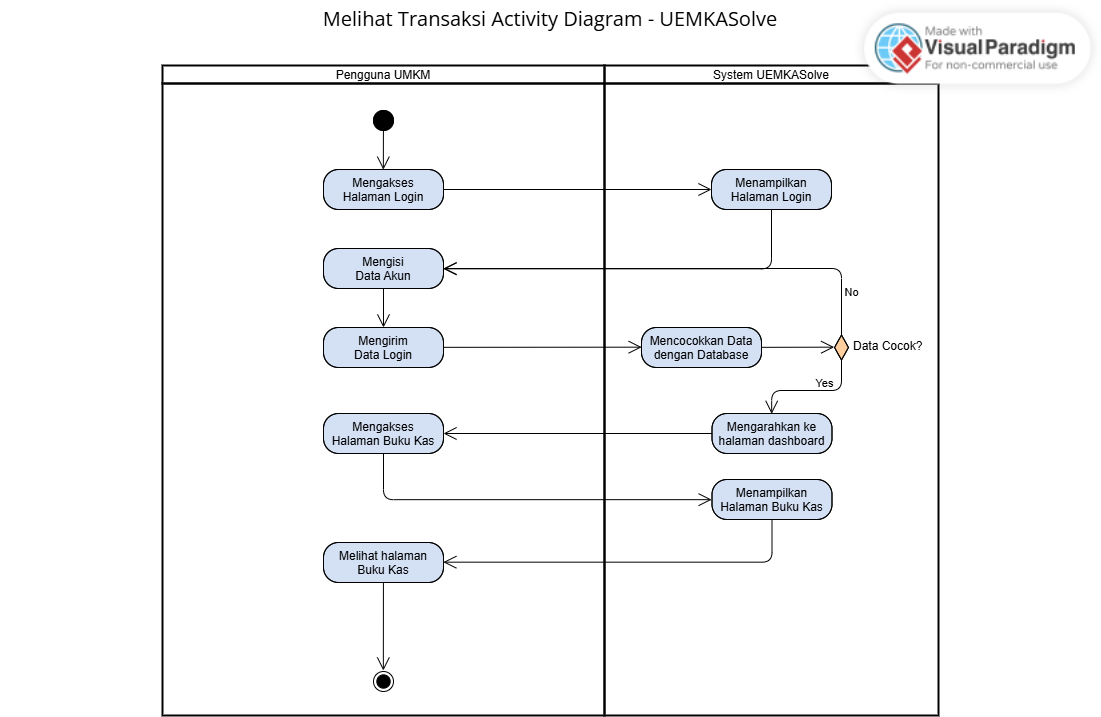 Melihat Transaksi Activity Diagram - UEMKASolve
Made with
Visual Paradigm
For non-commercial use
Pengguna UMKM
System UEMKASolve
Mengakses
Halaman Login
Menampilkan
Halaman Login
Mengisi
Data Akun
No
Mengirim
Data Login
Mencocokkan Data
dengan Database
Data Cocok?
Yes
Mengakses
Halaman Buku Kas
Mengarahkan ke
halaman dashboard
Menampilkan
Halaman Buku Kas
Melihat halaman
Buku Kas